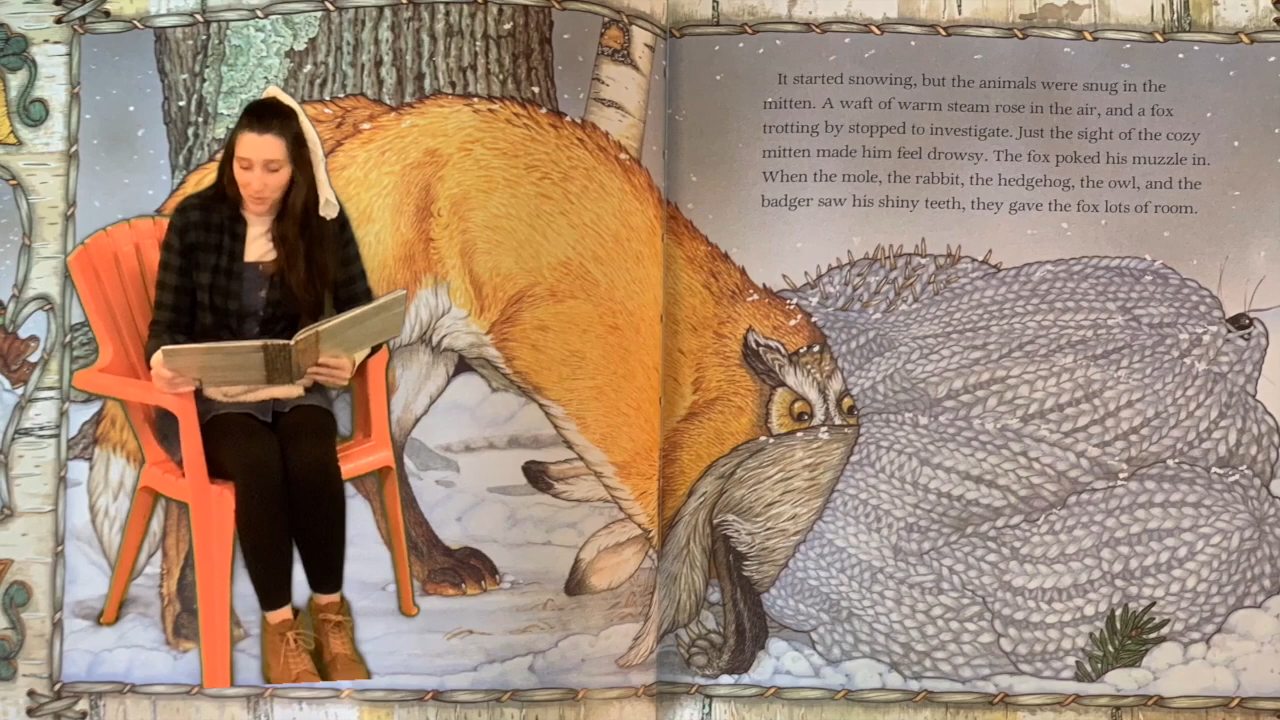 It started snowing, but the animals were snug in the
mitten. A waft of warm steam rose in the air, and a fox
trotting by stopped to investigate. Just the sight of the cozy
mitten made him feel drowsy. The fox poked his muzzle in.
When the mole, the rabbit, the hedgehog, the owl, and the
badger saw his shiny teeth, they gave the fox lots of room.